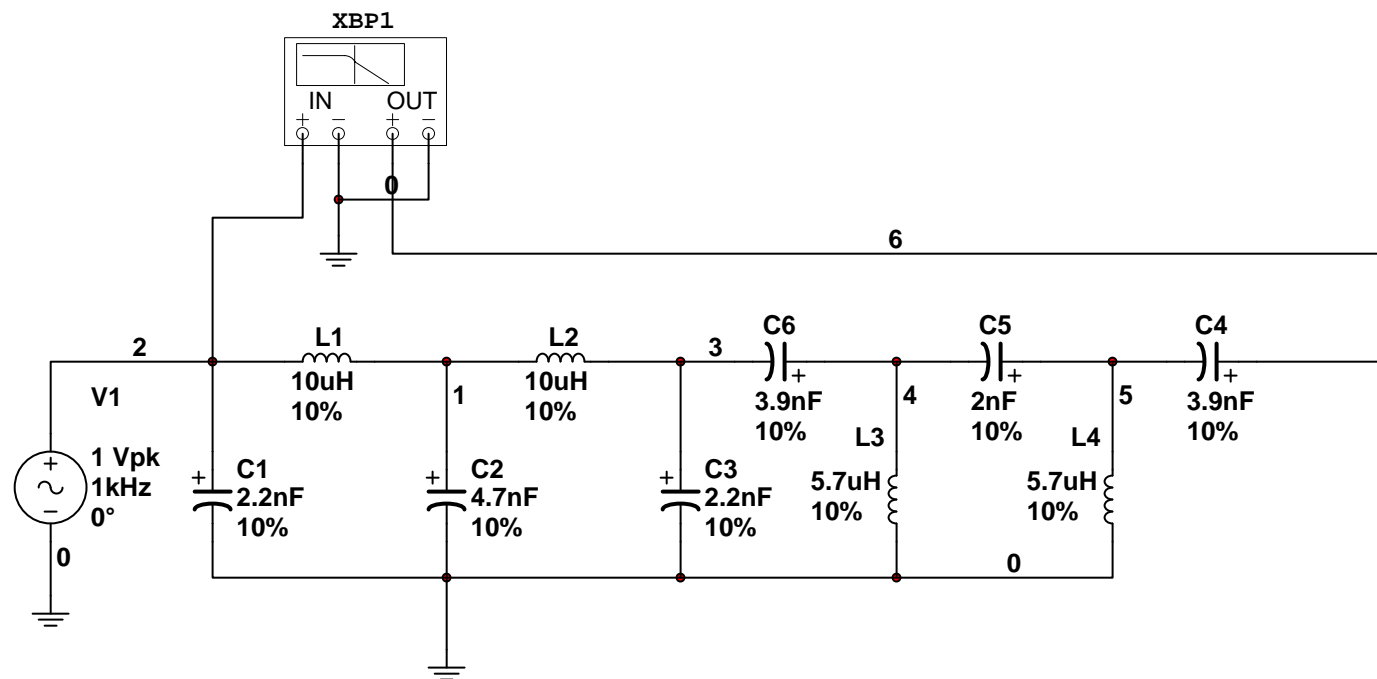 XBP1
IN OUT
+ − + −
0
6
2
L1
10uH
10%
L2
10uH
10%
3
C6
+
3.9nF
10%
C5
+
2nF
10%
C4
+
3.9nF
10%
1
4
5
V1
+
−
1 Vpk
1kHz
0°
0
+
C1
2.2nF
10%
+
C2
4.7nF
10%
+
C3
2.2nF
10%
L3
5.7uH
10%
L4
5.7uH
10%
0